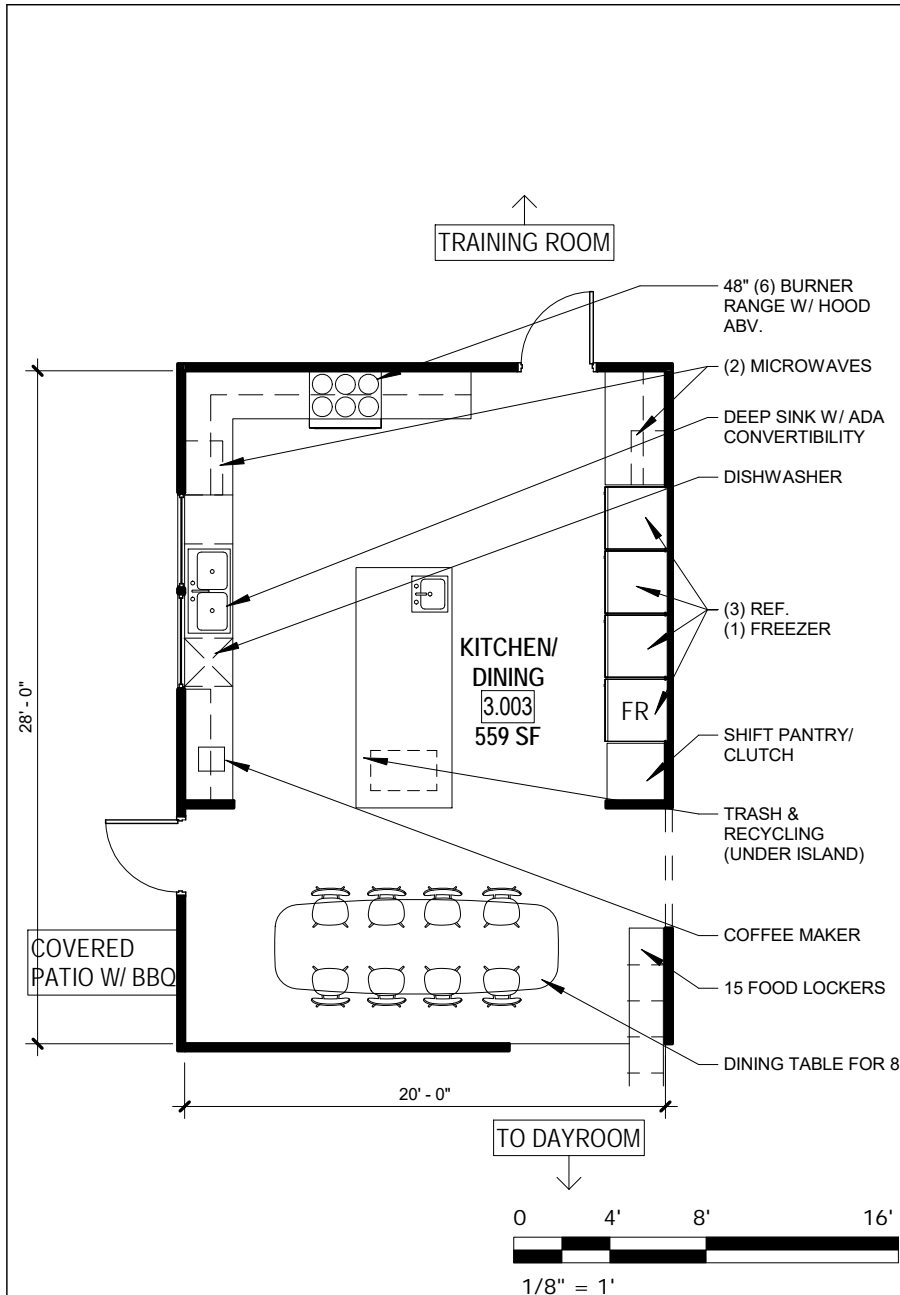 TRAINING ROOM
48" (6) BURNER
RANGE W/ HOOD
ABV.
(2) MICROWAVES
DEEP SINK W/ ADA
CONVERTIBILITY
DISHWASHER
(3) REF.
(1) FREEZER
KITCHEN/
DINING
3.003
559 SF
FR
SHIFT PANTRY/
CLUTCH
TRASH &
RECYCLING
(UNDER ISLAND)
28' - 0"
COVERED
PATIO W/ BBQ
COFFEE MAKER
15 FOOD LOCKERS
DINING TABLE FOR 8
20' - 0"
TO DAYROOM
0 4' 8' 16'
1/8" = 1'